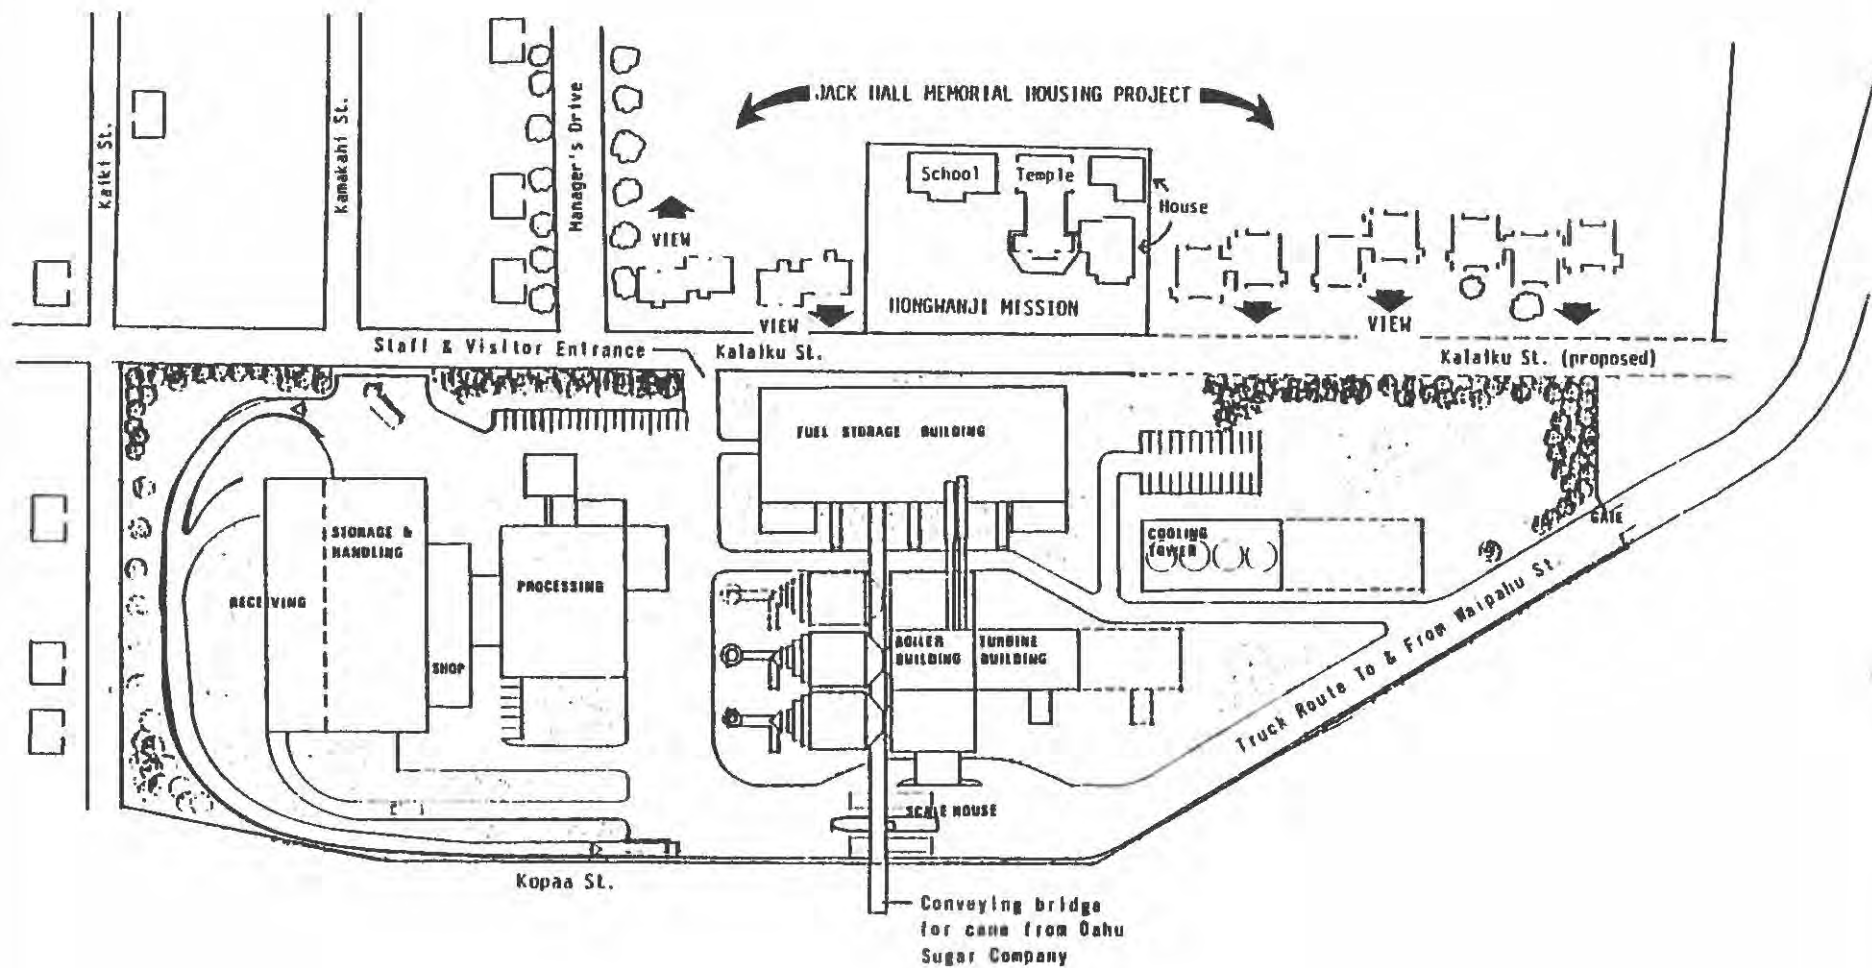 JACK HALL MEMORIAL HOUSING PROJECT
Kaiki St.
Kamakahi St.
Manager's Drive
School
Temple
House
VIEW
HONGWANJI MISSION
VIEW
VIEW
Staff & Visitor Entrance
Kalaiku St.
Kalaiku St. (proposed)
FUEL STORAGE BUILDING
GATE
STORAGE &
HANDLING
COOLING
TOWER
PROCESSING
RECEIVING
BOILER
BUILDING
TURBINE
BUILDING
SHOP
Truck Route To & From Waipahu St.
SCALE HOUSE
Kopaa St.
Conveying bridge
for cane from Oahu
Sugar Company